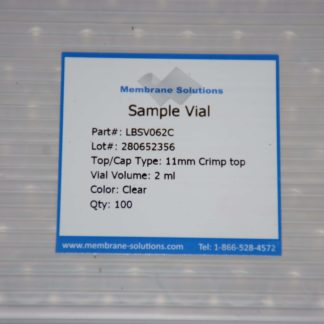 Membrane Solutions
Sample Vial
Part#: LBSV062C
Lot#: 280652356
Top/Cap Type: 11mm Crimp top
Vial Volume: 2 ml
Color: Clear
Qty: 100
www.membrane-solutions.com Tel: 1-866-528-4572